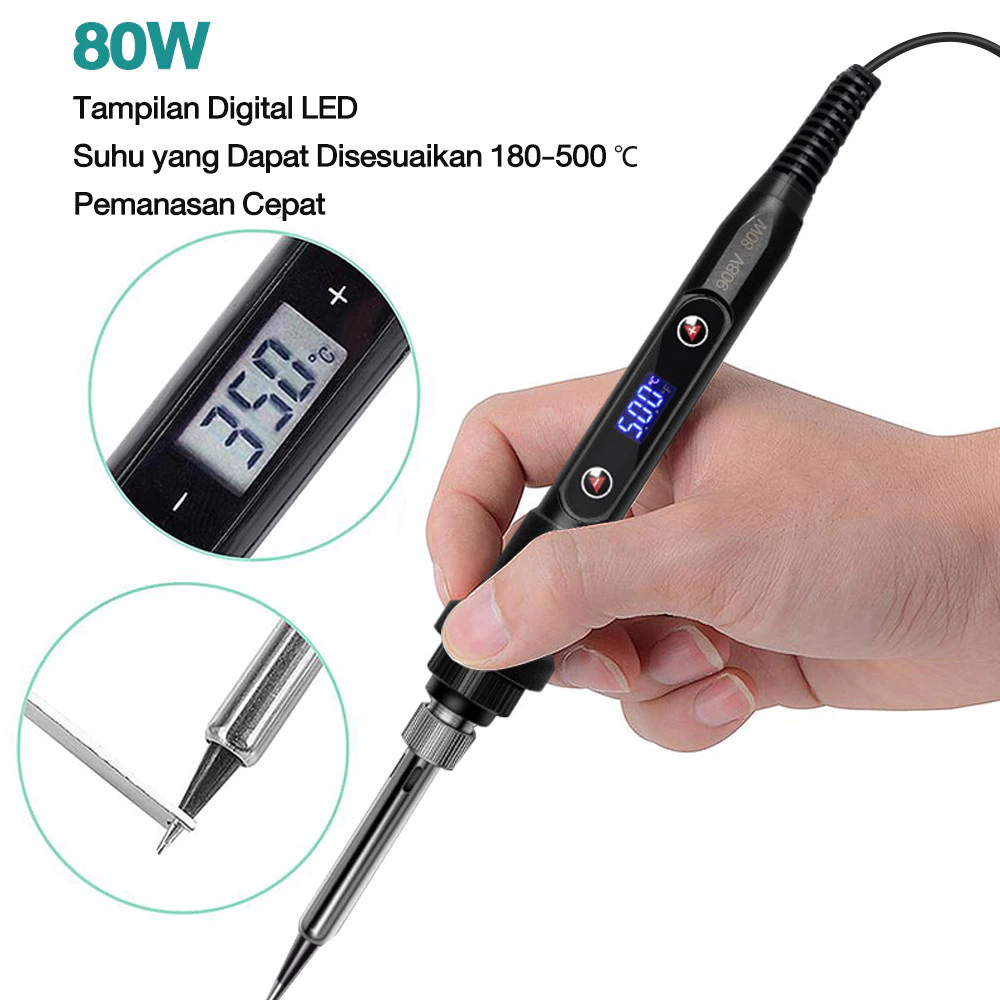 80W
Tampilan Digital LED
Suhu yang Dapat Disesuaikan 180-500 ℃
Pemanasan Cepat
+
350°C
-
908V 80W
+
500
°C
°F